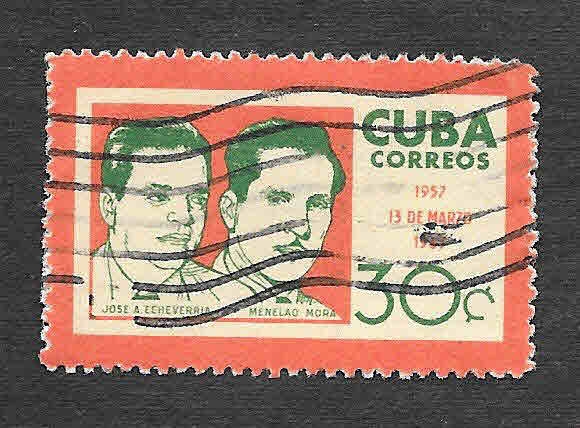 CUBA
CORREOS
1957
13 DE MARZO
30¢
JOSE A. ECHEVERRIA
MENELAO MORA